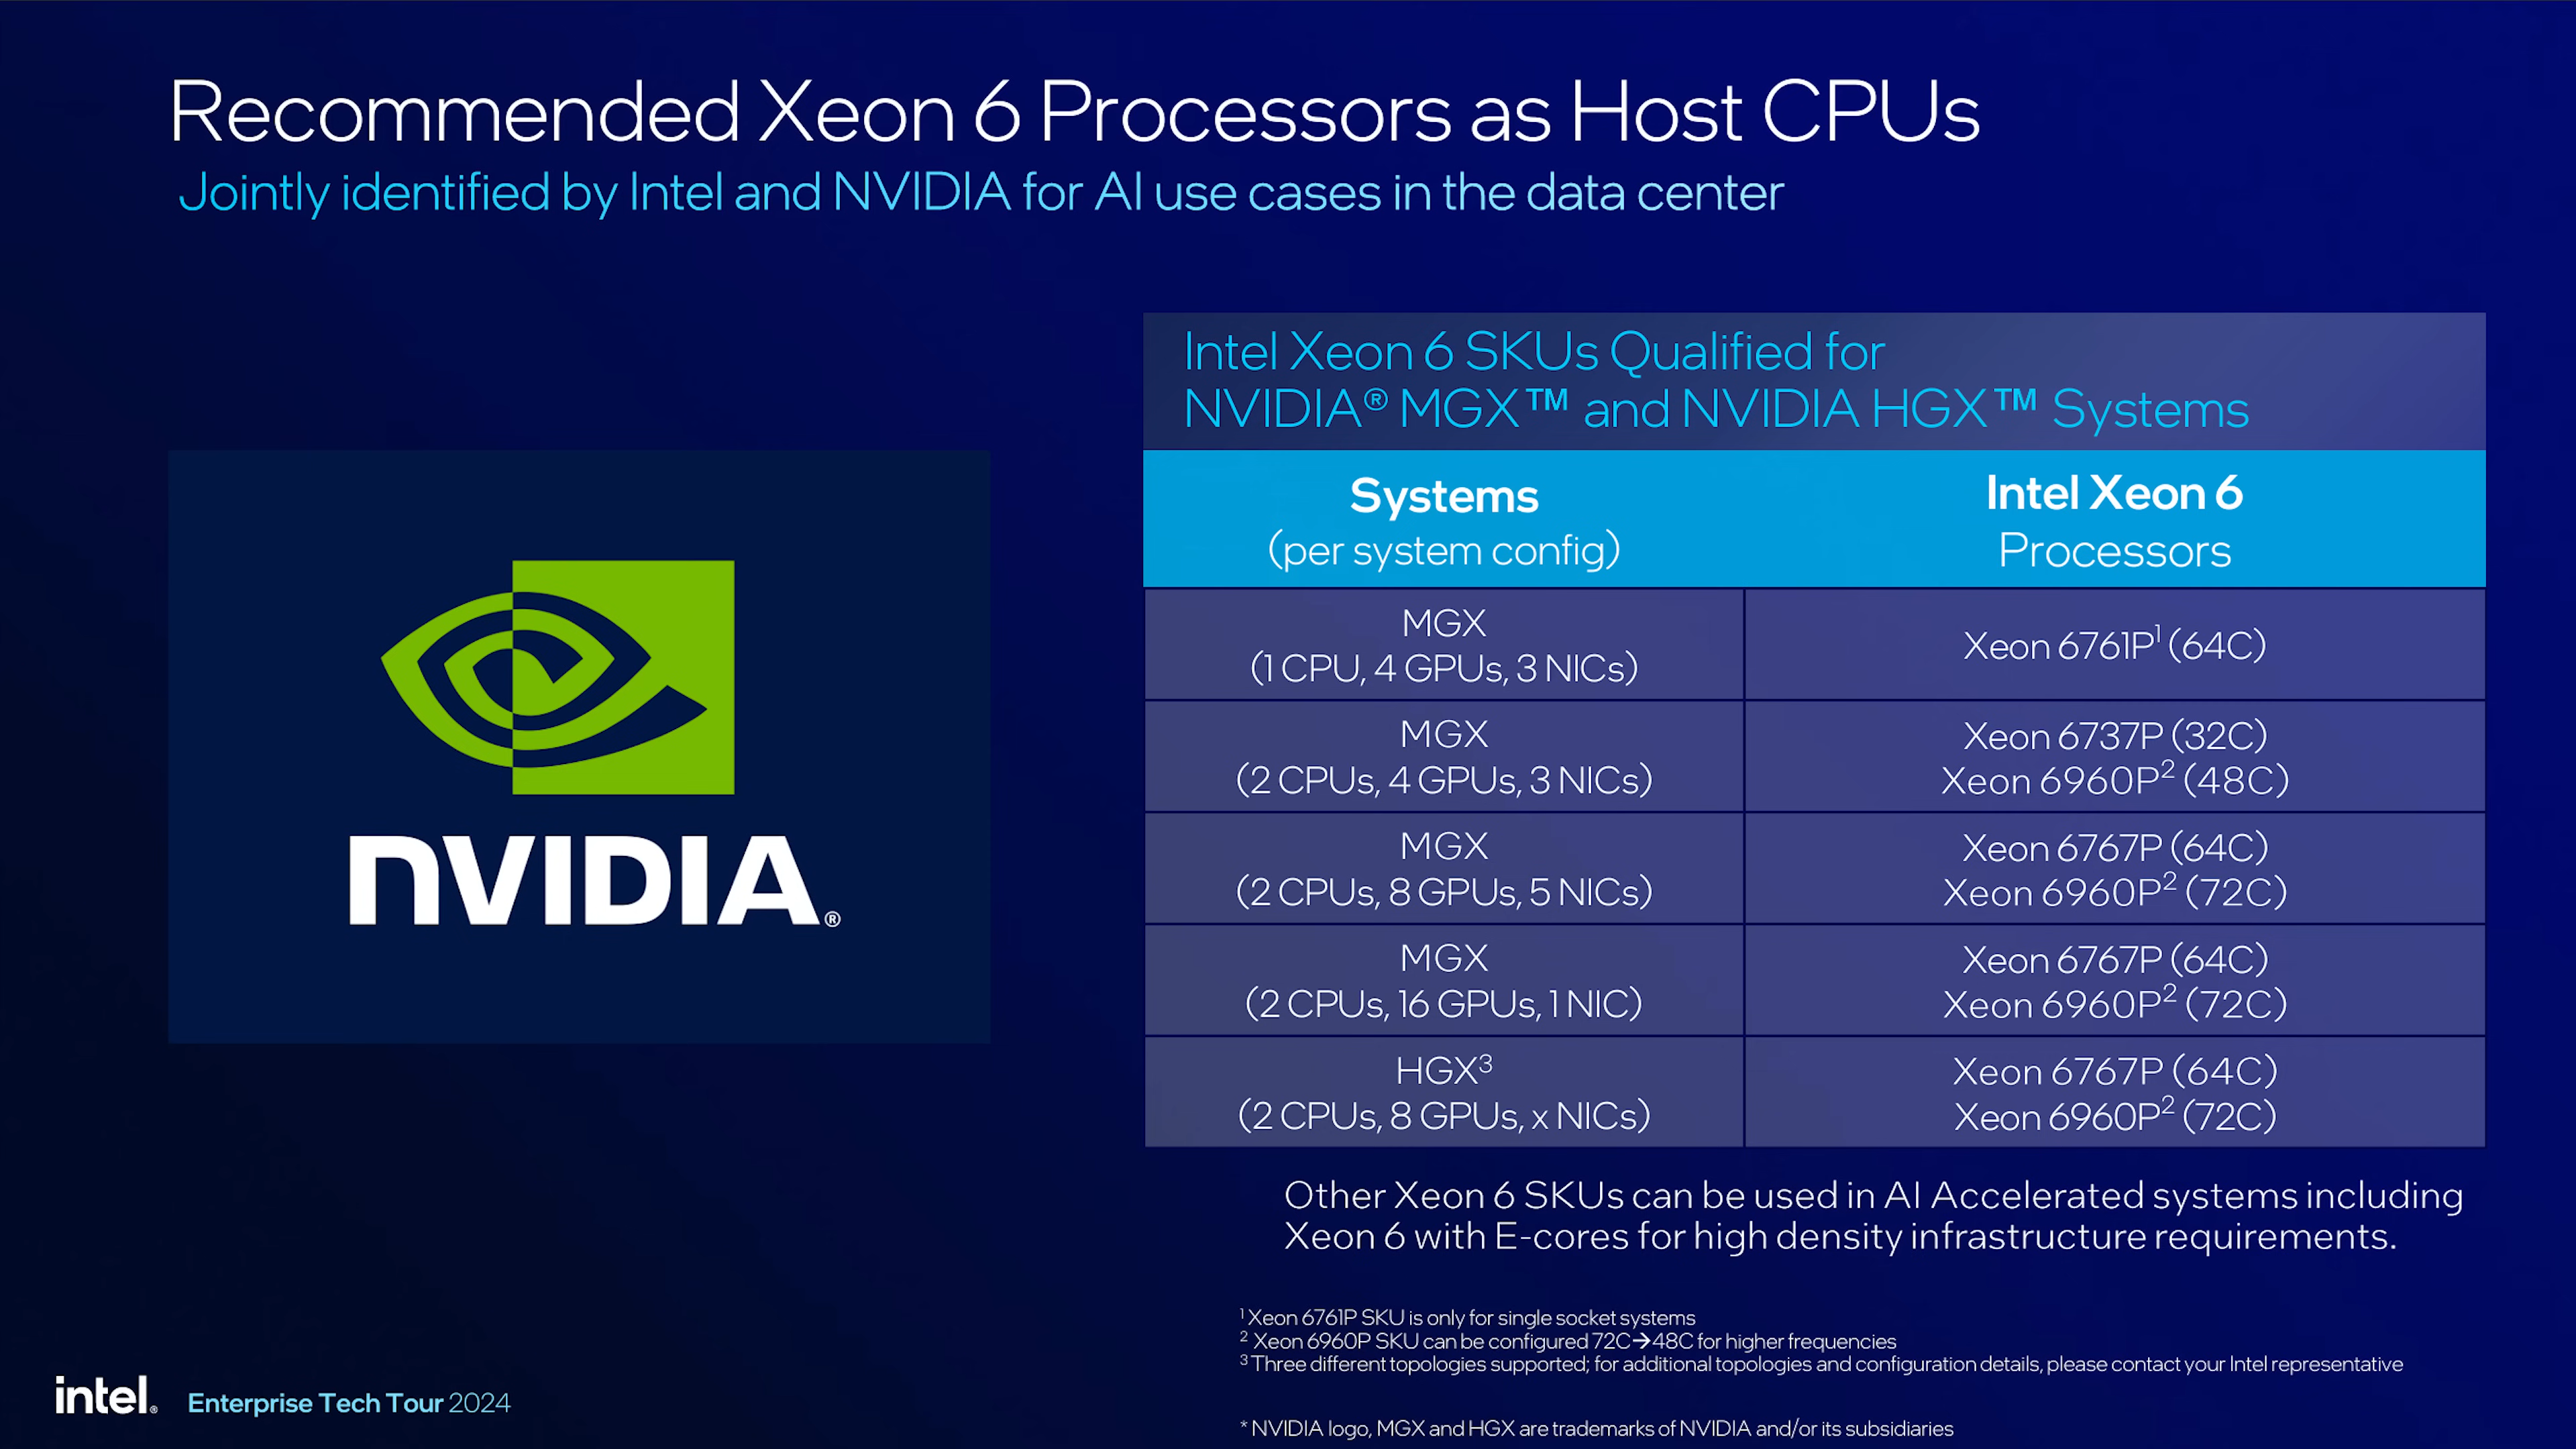 Recommended Xeon 6 Processors as Host CPUs
Jointly identified by Intel and NVIDIA for AI use cases in the data center
Intel Xeon 6 SKUs Qualified for
NVIDIA® MGX™ and NVIDIA HGX™ Systems
Systems
(per system config)
Intel Xeon 6
Processors
MGX
(1 CPU, 4 GPUs, 3 NICs)
Xeon 6761P¹ (64C)
MGX
(2 CPUs, 4 GPUs, 3 NICs)
Xeon 6737P (32C)
Xeon 6960P² (48C)
MGX
(2 CPUs, 8 GPUs, 5 NICs)
Xeon 6767P (64C)
Xeon 6960P² (72C)
MGX
(2 CPUs, 16 GPUs, 1 NIC)
Xeon 6767P (64C)
Xeon 6960P² (72C)
HGX³
(2 CPUs, 8 GPUs, x NICs)
Xeon 6767P (64C)
Xeon 6960P² (72C)
nVIDIA®
Other Xeon 6 SKUs can be used in AI Accelerated systems including
Xeon 6 with E-cores for high density infrastructure requirements.
¹ Xeon 6761P SKU is only for single socket systems
² Xeon 6960P SKU can be configured 72C→48C for higher frequencies
³ Three different topologies supported; for additional topologies and configuration details, please contact your Intel representative
* NVIDIA logo, MGX and HGX are trademarks of NVIDIA and/or its subsidiaries
intel® Enterprise Tech Tour 2024